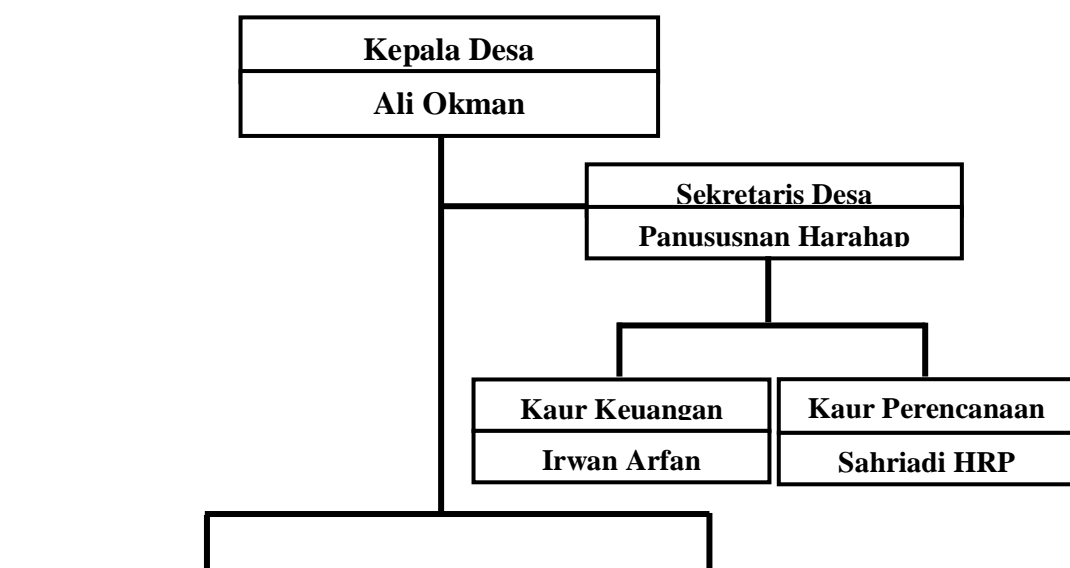 Kepala Desa
Ali Okman
Sekretaris Desa
Panususnan Harahap
Kaur Keuangan
Irwan Arfan
Kaur Perencanaan
Sahriadi HRP